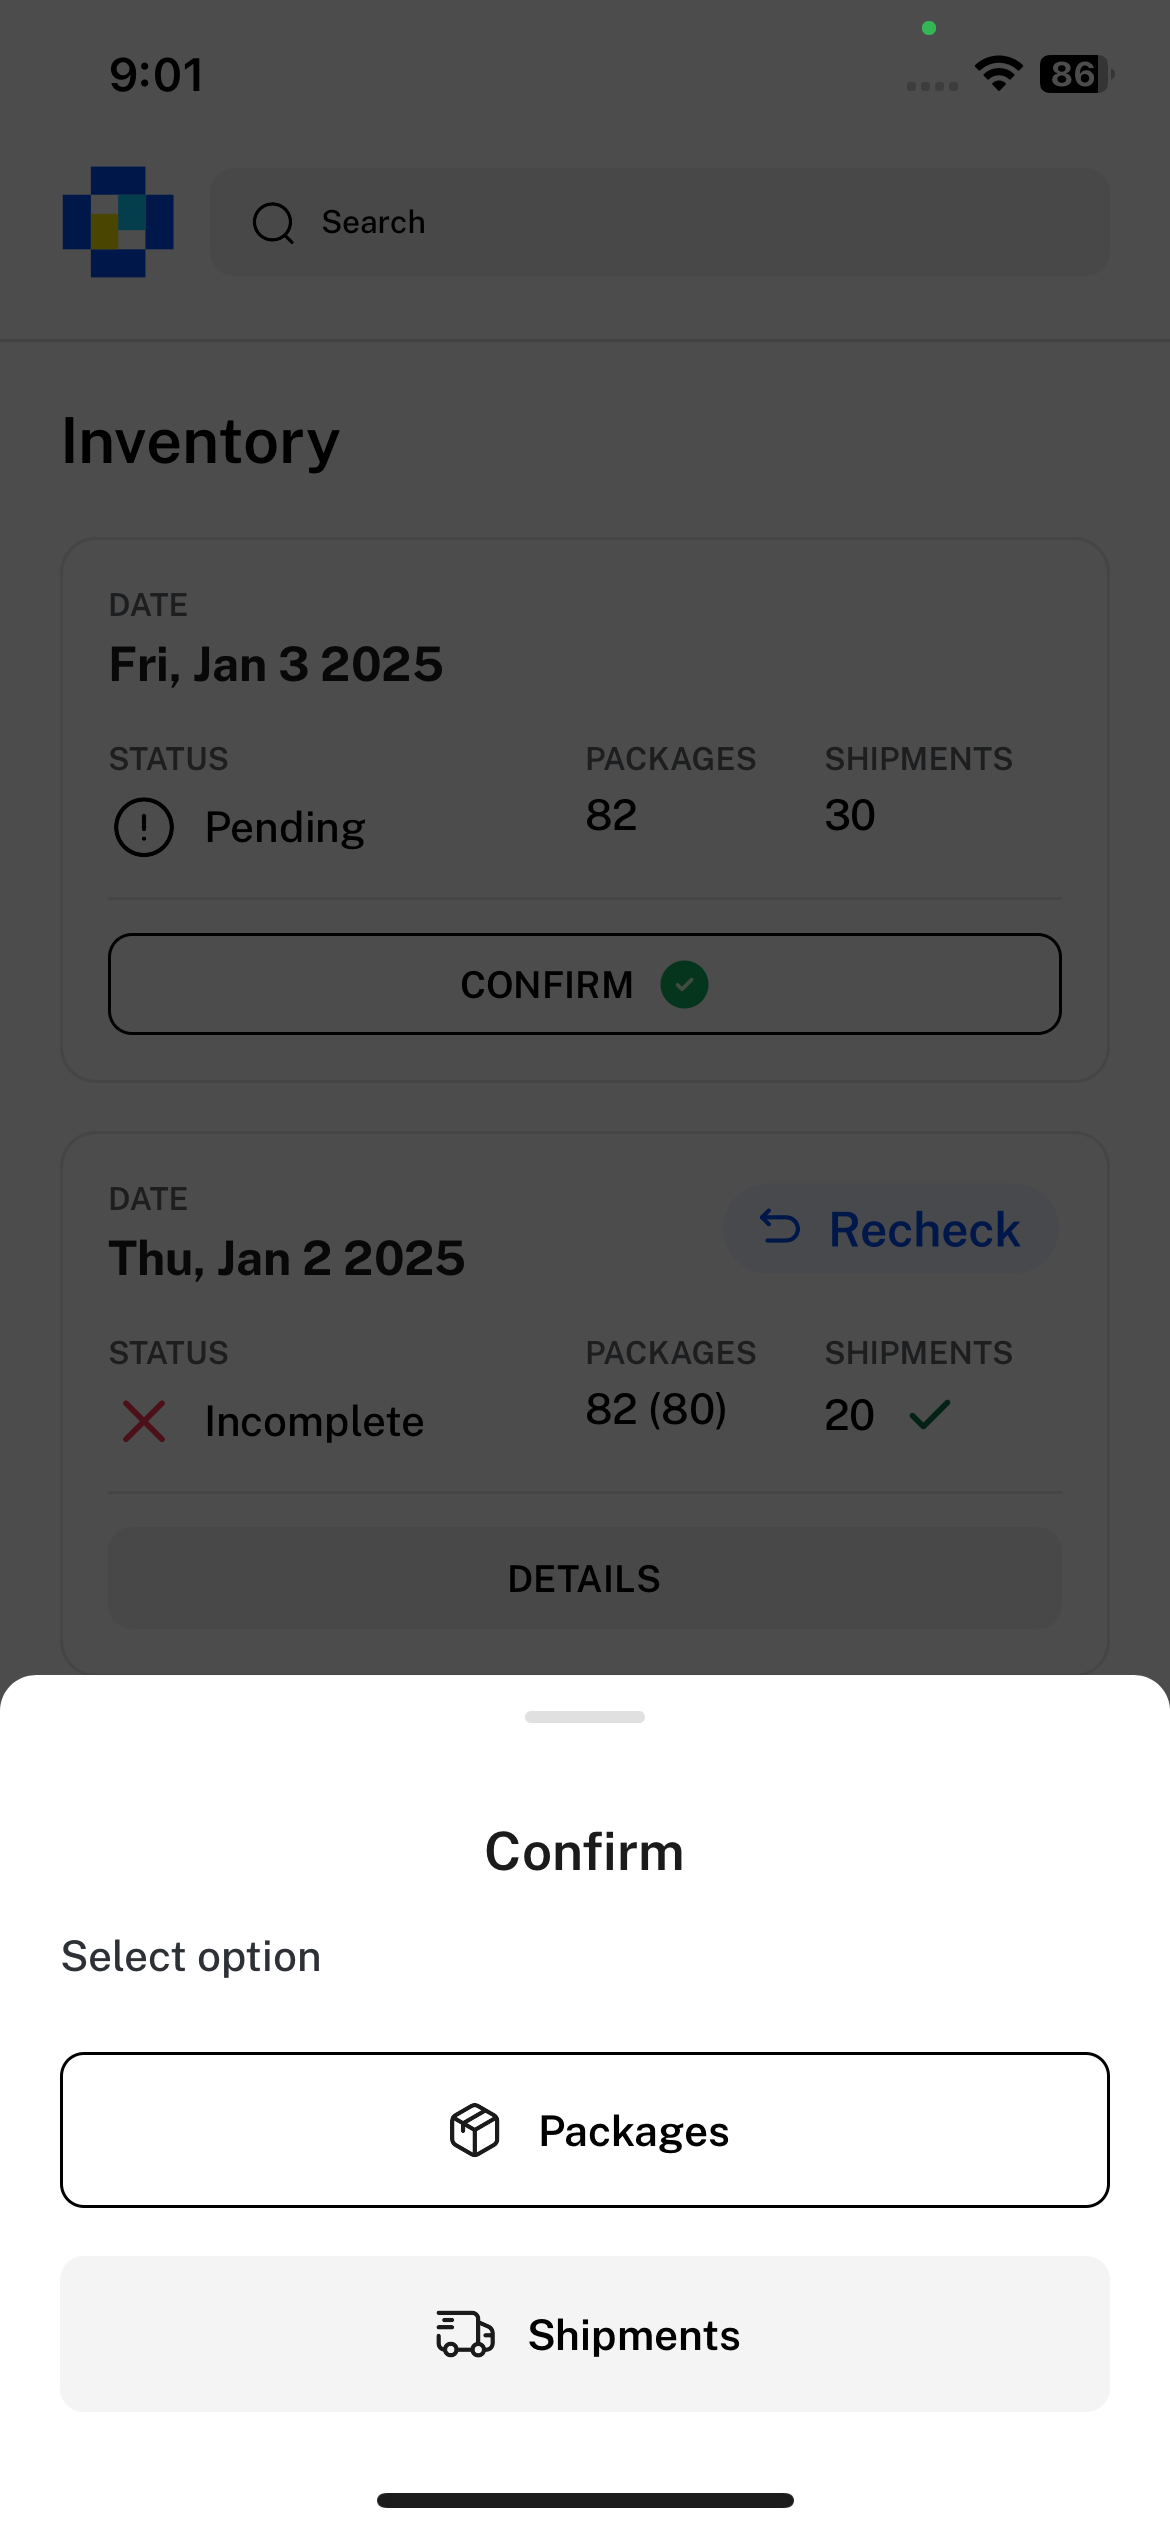 9:01
86
Search
Inventory
DATE
Fri, Jan 3 2025
STATUS PACKAGES SHIPMENTS
Pending 82 30
CONFIRM
DATE
Thu, Jan 2 2025
Recheck
STATUS PACKAGES SHIPMENTS
Incomplete 82 (80) 20
DETAILS
Confirm
Select option
Packages
Shipments